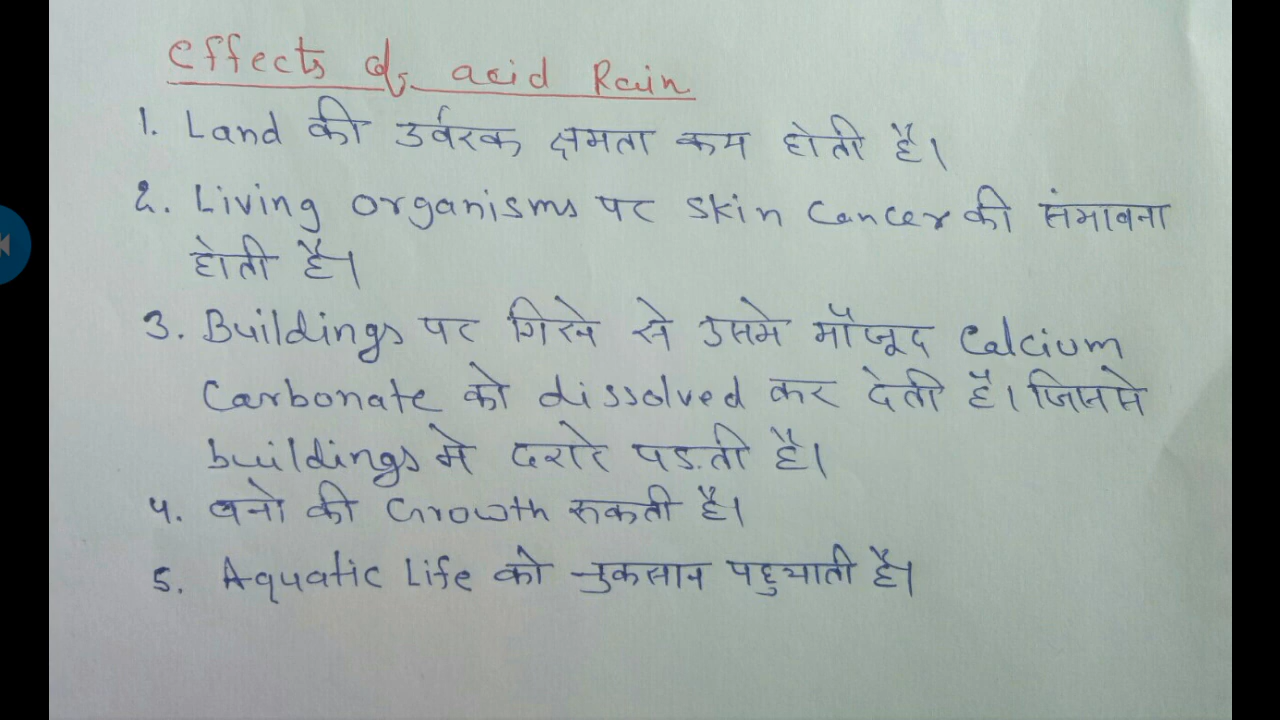 Effects of acid Rain
1. Land की उर्वरक क्षमता कम होती है।
2. Living organisms पर skin Cancer की संभावना
होती है।
3. Buildings पर गिरने से उसमे मौजूद Calcium
Carbonate को dissolved कर देती है। जिससे
buildings मे दरारे पड़ती है।
4. वनो की Growth रुकती है।
5. Aquatic Life को नुकसान पहुचाती है।